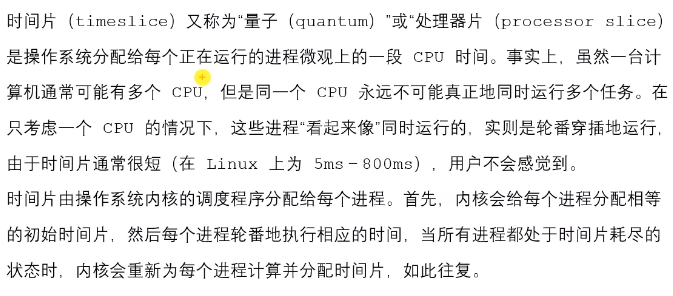 时间片（timeslice）又称为“量子（quantum）”或“处理器片（processor slice）
是操作系统分配给每个正在运行的进程微观上的一段 CPU 时间。事实上，虽然一台计
算机通常可能有多个 CPU，但是同一个 CPU 永远不可能真正地同时运行多个任务。在
只考虑一个 CPU 的情况下，这些进程“看起来像”同时运行的，实则是轮番穿插地运行，
由于时间片通常很短（在 Linux 上为 5ms－800ms），用户不会感觉到。
时间片由操作系统内核的调度程序分配给每个进程。首先，内核会给每个进程分配相等
的初始时间片，然后每个进程轮番地执行相应的时间，当所有进程都处于时间片耗尽的
状态时，内核会重新为每个进程计算并分配时间片，如此往复。